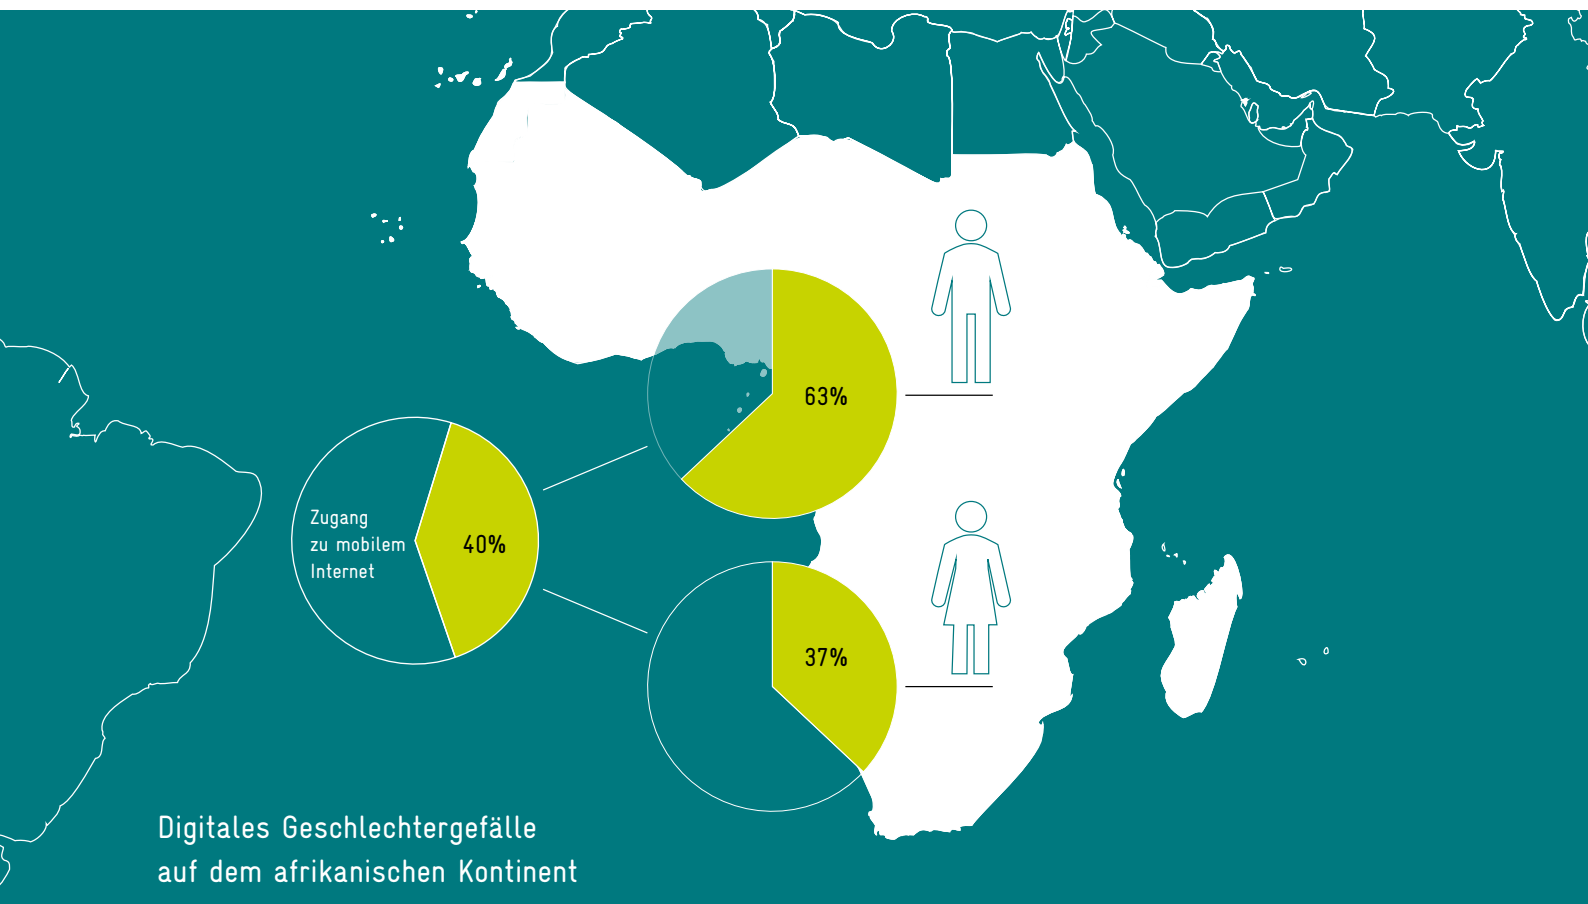 63%
Zugang
zu mobilem
Internet
40%
37%
Digitales Geschlechtergefälle
auf dem afrikanischen Kontinent